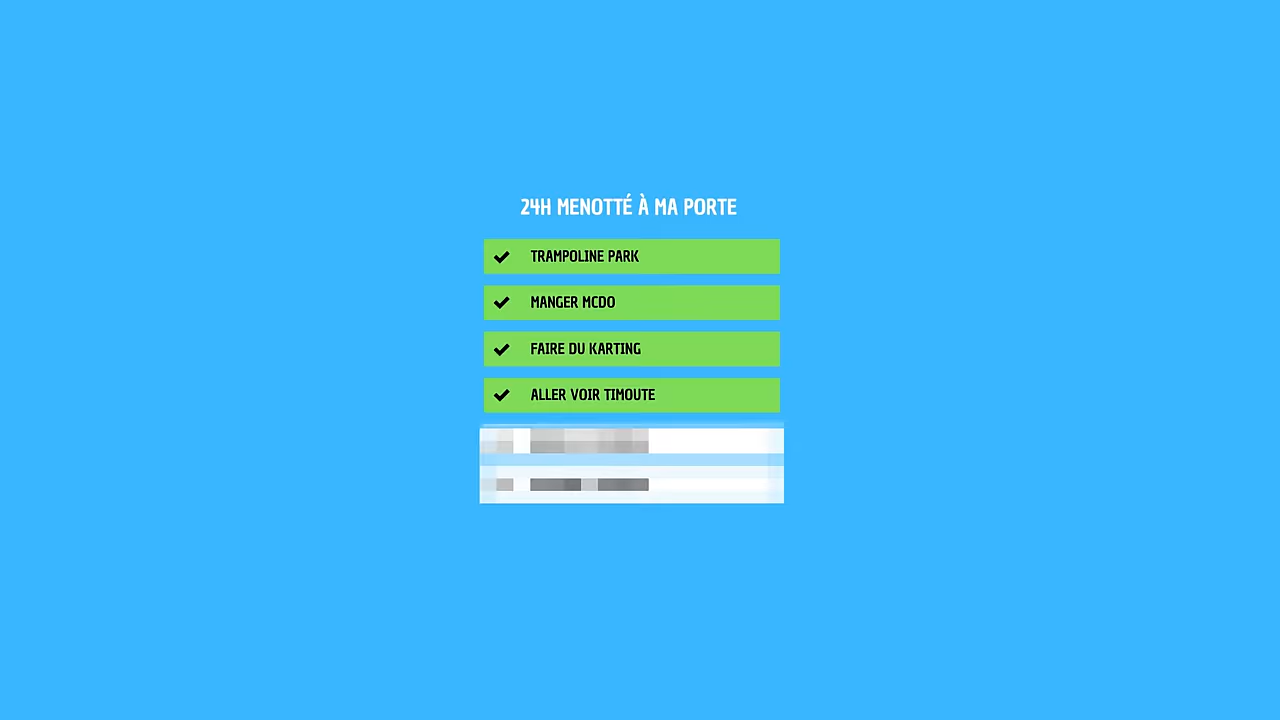 24H MENOTTÉ À MA PORTE
TRAMPOLINE PARK
MANGER MCDO
FAIRE DU KARTING
ALLER VOIR TIMOUTE